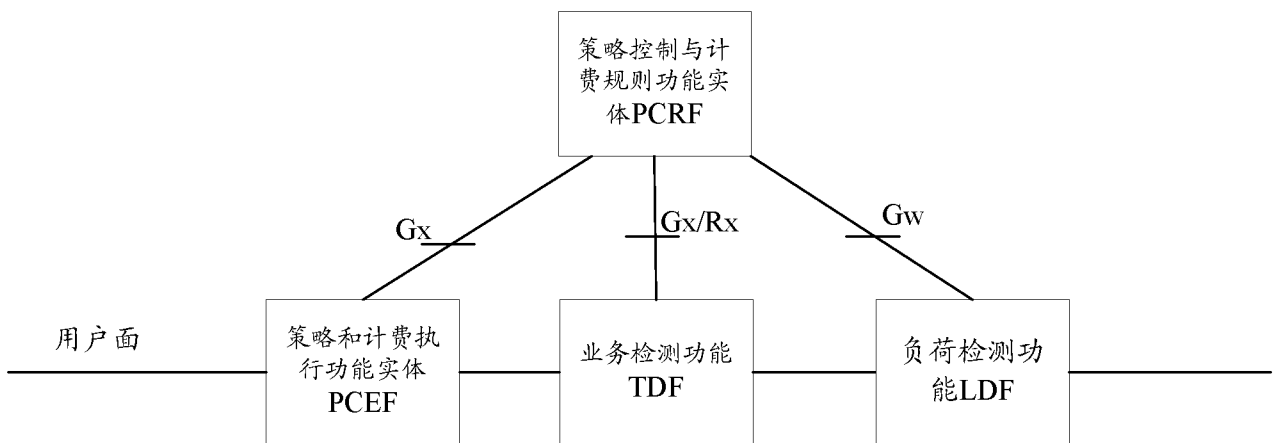 策略控制与计
费规则功能实
体PCRF
Gx
Gx/Rx
Gw
用户面
策略和计费执
行功能实体
PCEF
业务检测功能
TDF
负荷检测功
能LDF